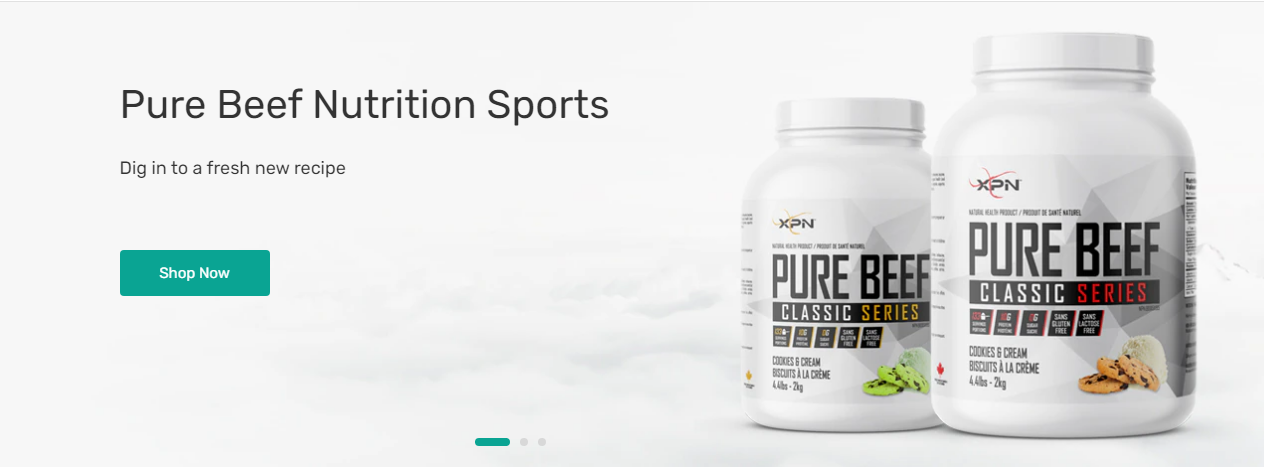 Pure Beef Nutrition Sports
Dig in to a fresh new recipe
Shop Now
XPN
NATURAL HEALTH PRODUCT / PRODUIT DE SANTÉ NATUREL
PURE BEEF
CLASSIC SERIES
SANS
GLUTEN
FREE
SANS
LACTOSE
FREE
COOKIES & CREAM
BISCUITS À LA CRÈME
4.4lbs - 2kg
XPN
NATURAL HEALTH PRODUCT / PRODUIT DE SANTÉ NATUREL
PURE BEEF
CLASSIC SERIES
SANS
GLUTEN
FREE
SANS
LACTOSE
FREE
COOKIES & CREAM
BISCUITS À LA CRÈME
4.4lbs - 2kg